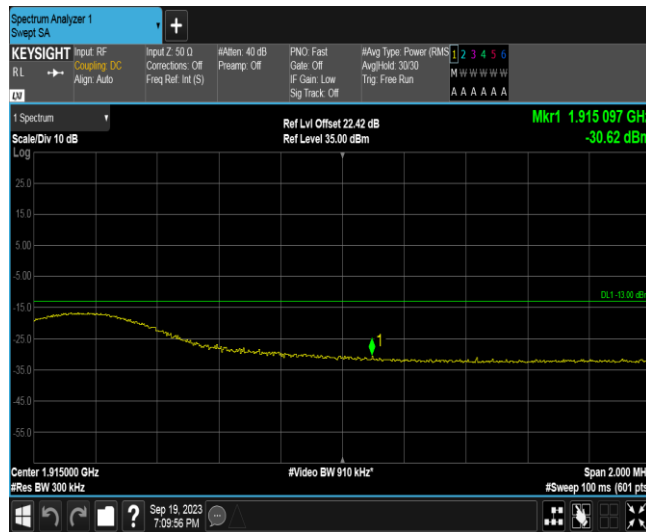 Spectrum Analyzer 1
Swept SA
+
KEYSIGHT
RL
LXI
Input: RF
Coupling: DC
Align: Auto
Input Z: 50 Ω
Corrections: Off
Freq Ref: Int (S)
#Atten: 40 dB
Preamp: Off
PNO: Fast
Gate: Off
IF Gain: Low
Sig Track: Off
#Avg Type: Power (RMS
Avg|Hold: 30/30
Trig: Free Run
1 2 3 4 5 6
M W W W W W
A A A A A A
1 Spectrum
Scale/Div 10 dB
Ref Lvl Offset 22.42 dB
Ref Level 35.00 dBm
Mkr1 1.915 097 GHz
-30.62 dBm
Log
25.0
15.0
5.00
-5.00
-15.0
-25.0
-35.0
-45.0
-55.0
DL1 -13.00 dBm
1
Center 1.915000 GHz
#Res BW 300 kHz
#Video BW 910 kHz*
Span 2.000 MH
#Sweep 100 ms (601 pts
?
Sep 19, 2023
7:09:56 PM